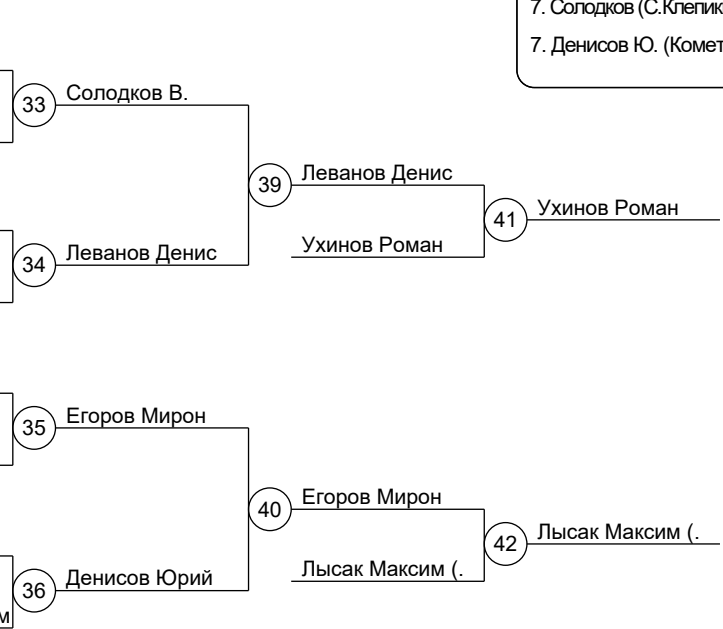 7. Солодков (С.Клепик
7. Денисов Ю. (Комет
33 Солодков В.
39 Леванов Денис
41 Ухинов Роман
Ухинов Роман
34 Леванов Денис
35 Егоров Мирон
40 Егоров Мирон
42 Лысак Максим (.
Лысак Максим (.
36 Денисов Юрий
м